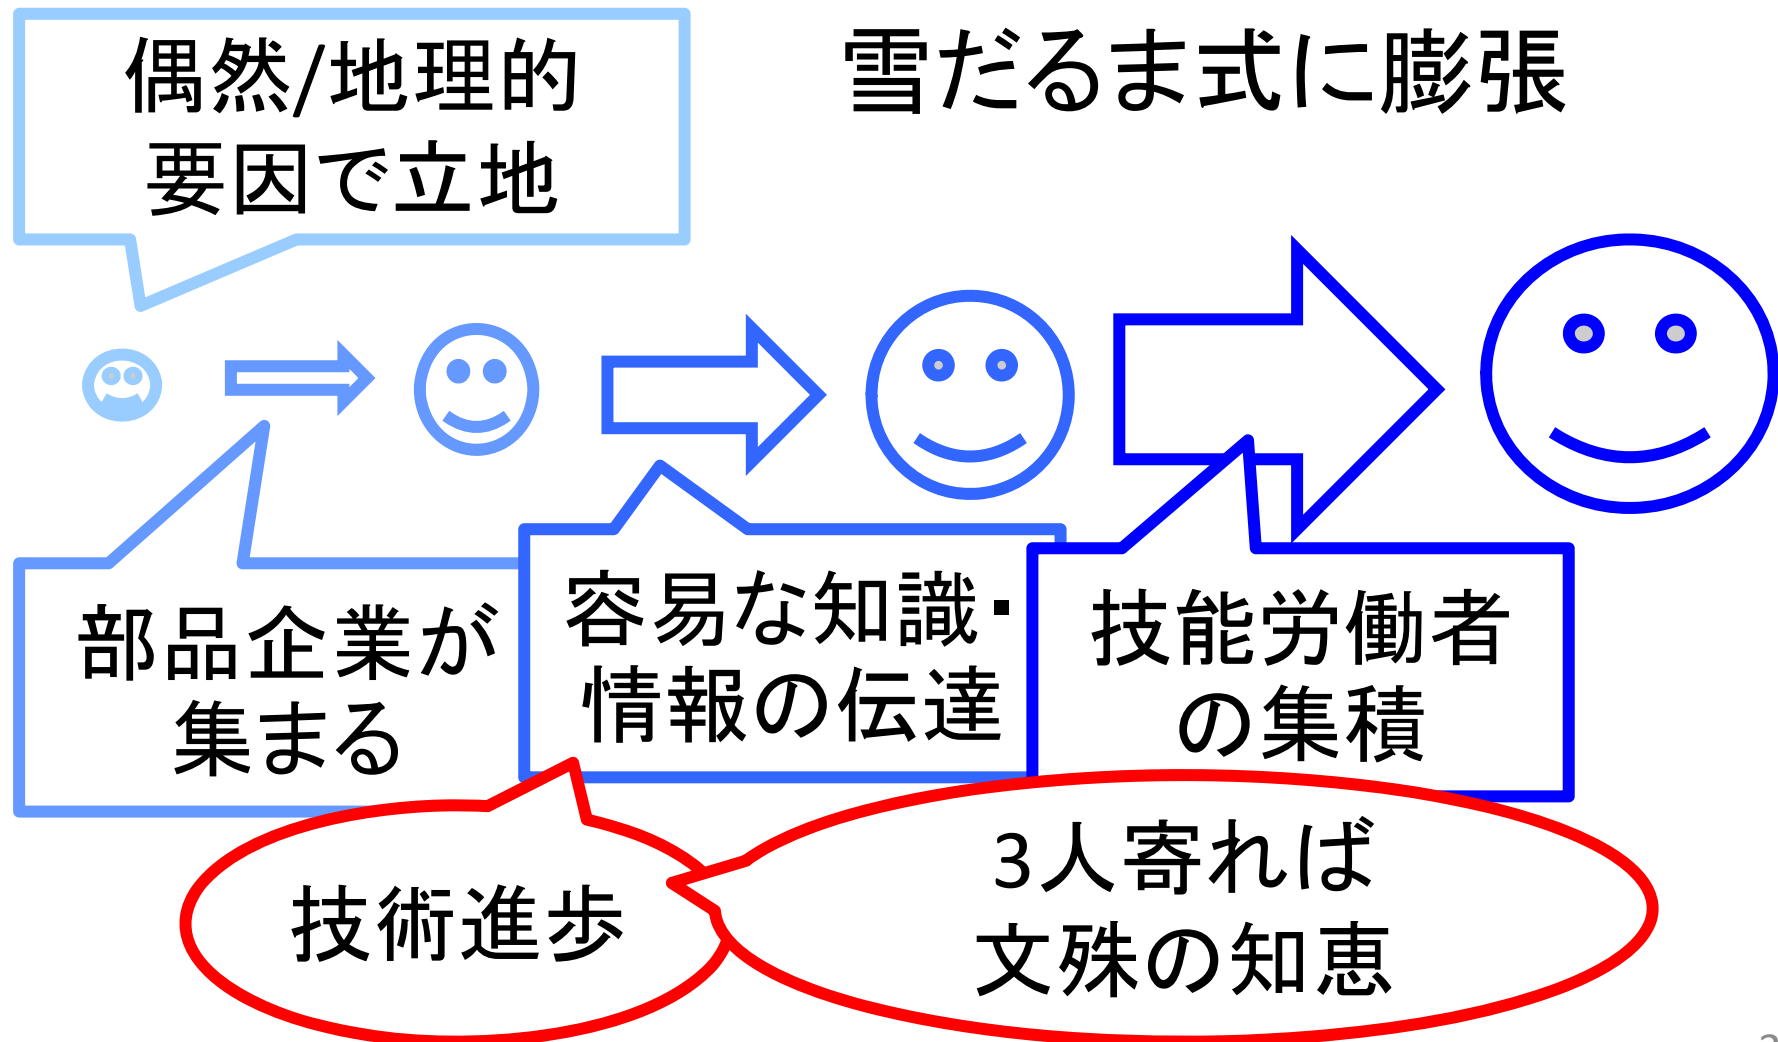 雪だるま式に膨張
偶然/地理的
要因で立地
部品企業が
集まる
容易な知識・
情報の伝達
技能労働者
の集積
技術進歩
3人寄れば
文殊の知恵